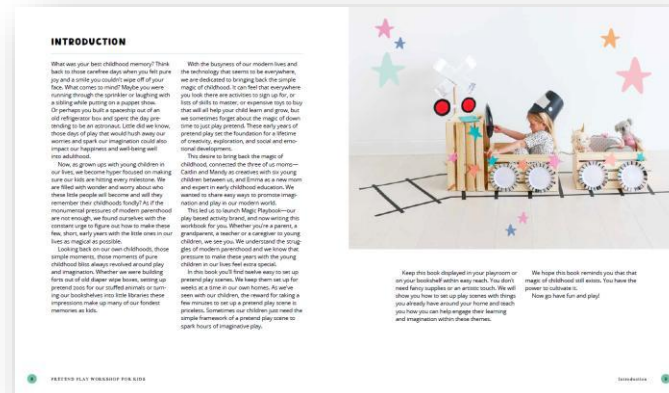 INTRODUCTION
What was your best childhood memory? Think
back to those carefree days when you felt pure
joy and a smile you couldn't wipe off of your
face. What comes to mind? Maybe you were
running through the sprinkler or laughing with
a sibling while putting on a puppet show.
Or perhaps you built a spaceship out of an
old refrigerator box and spent the day pre-
tending to be an astronaut. Little did we know,
those days of play that would hush away our
worries and spark our imagination could also
impact our happiness and well-being well
into adulthood.
Now, as grown ups with young children in
our lives, we become hyper focused on making
sure our kids are hitting every milestone. We
are filled with wonder and worry about who
these little people will become and will they
remember their childhoods fondly? As if the
monumental pressures of modern parenthood
are not enough, we found ourselves with the
constant urge to figure out how to make these
few, short, early years with the little ones in our
lives as magical as possible.
Looking back on our own childhoods, those
simple moments, those moments of pure
childhood bliss always revolved around play
and imagination. Whether we were building
forts out of old diaper wipe boxes, setting up
pretend zoos for our stuffed animals or turn-
ing our bookshelves into little libraries these
impressions make up many of our fondest
memories as kids.
With the busyness of our modern lives and
the technology that seems to be everywhere,
we are dedicated to bringing back the simple
magic of childhood. It can feel that everywhere
you look there are activities to sign up for, or
lists of skills to master, or expensive toys to buy
that will all help your child learn and grow, but
we sometimes forget about the magic of down
time to just play pretend. These early years of
pretend play set the foundation for a lifetime
of creativity, exploration, and social and emo-
tional development.
This desire to bring back the magic of
childhood, connected the three of us moms—
Caitlin and Mandy as creatives with six young
children between us, and Emma as a new mom
and expert in early childhood education. We
wanted to share easy ways to promote imagi-
nation and play in our modern world.
This led us to launch Magic Playbook—our
play-based activity brand, and now writing this
workbook for you. Whether you're a parent, a
grandparent, a teacher or a caregiver to young
children, we see you. We understand the strug-
gles of modern parenthood and we know that
pressure to make these years with the young
children in our lives feel extra special.
In this book you'll find twelve easy to set up
pretend play scenes. We keep them set up for
weeks at a time in our own homes. As we've
seen with our children, the reward for taking a
few minutes to set up a pretend play scene is
priceless. Sometimes our children just need the
simple framework of a pretend play scene to
spark hours of imaginative play.
Keep this book displayed in your playroom or
on your bookshelf within easy reach. You don't
need fancy supplies or an artistic touch. We will
show you how to set up play scenes with things
you already have around your home and teach
you how you can help engage their learning
and imagination within these themes.
We hope this book reminds you that that
magic of childhood still exists. You have the
power to cultivate it.
Now go have fun and play!
PRETEND PLAY WORKSHOP FOR KIDS
Introduction